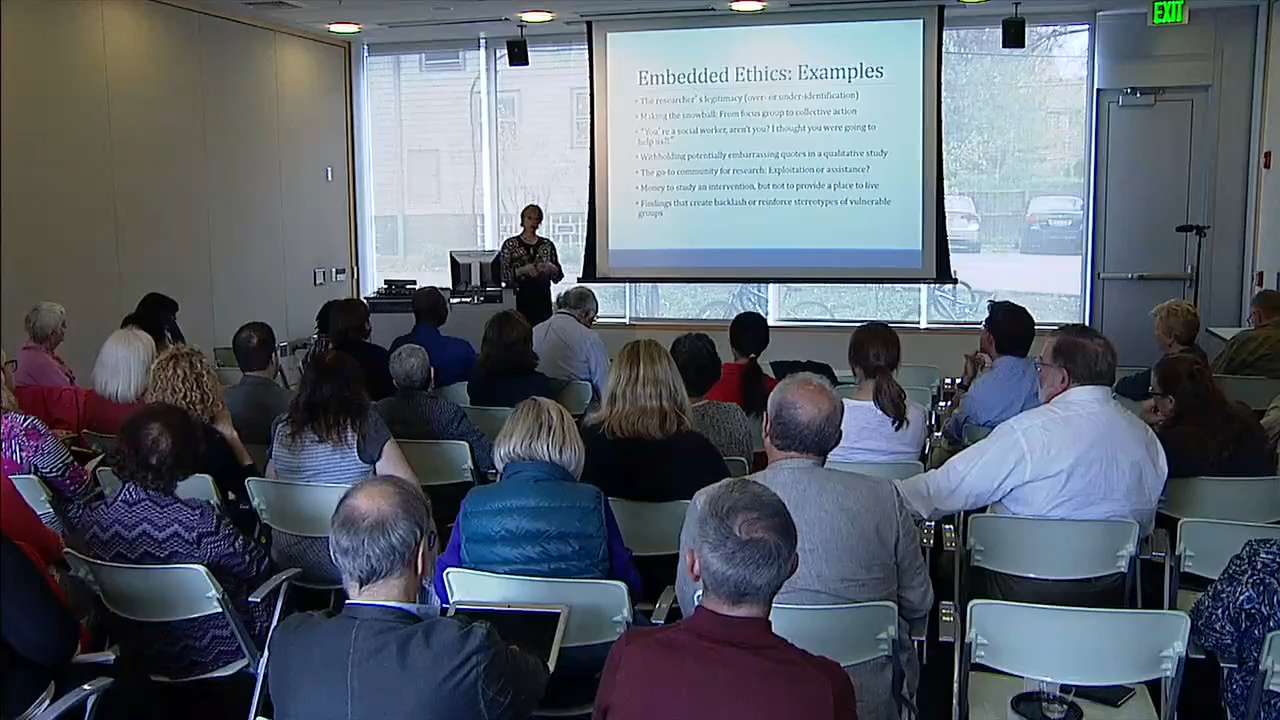 EXIT
Embedded Ethics: Examples
• The researcher's legitimacy (over- or under-identification)
• Making the snowball: From focus group to collective action
• "You're a social worker, aren't you? I thought you were going to
help us?!"
• Withholding potentially embarrassing quotes in a qualitative study
• The go-to community for research: Exploitation or assistance?
• Money to study an intervention, but not to provide a place to live
• Findings that create backlash or reinforce stereotypes of vulnerable
groups